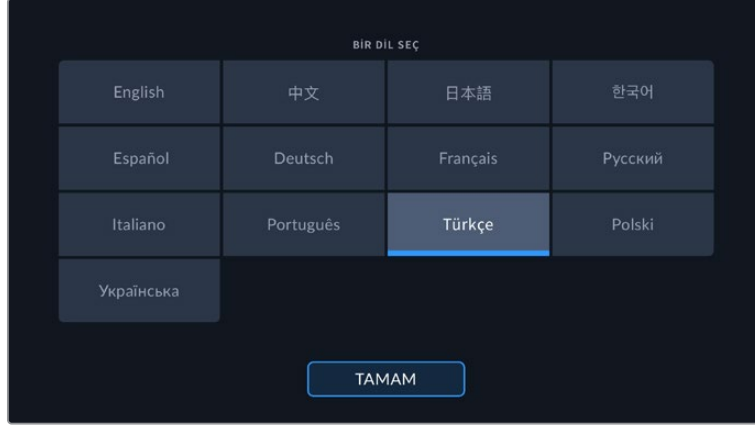 BİR DİL SEÇ
English 中文 日本語 한국어
Español Deutsch Français Русский
Italiano Português Türkçe Polski
Українська
TAMAM